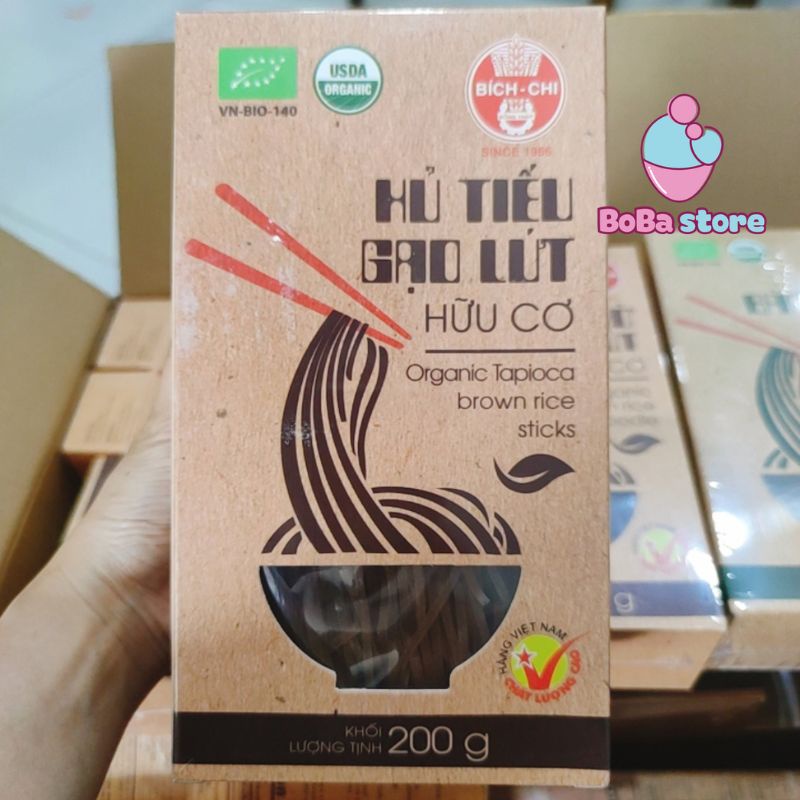 VN-BIO-140
USDA
ORGANIC
BÍCH-CHI
SINCE 1966
BoBa store
HỦ TIẾU
GẠO LỨT
HỮU CƠ
Organic Tapioca
brown rice
sticks
HÀNG VIỆT NAM
CHẤT LƯỢNG CAO
KHỐI
LƯỢNG TỊNH 200 g